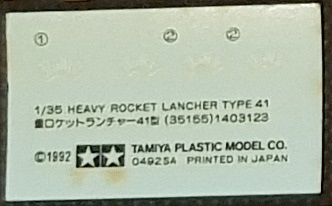 ① ② ②
1/35 HEAVY ROCKET LANCHER TYPE 41
重ロケットランチャー41型 (35155)1403123
©1992 TAMIYA PLASTIC MODEL CO.
04925A PRINTED IN JAPAN